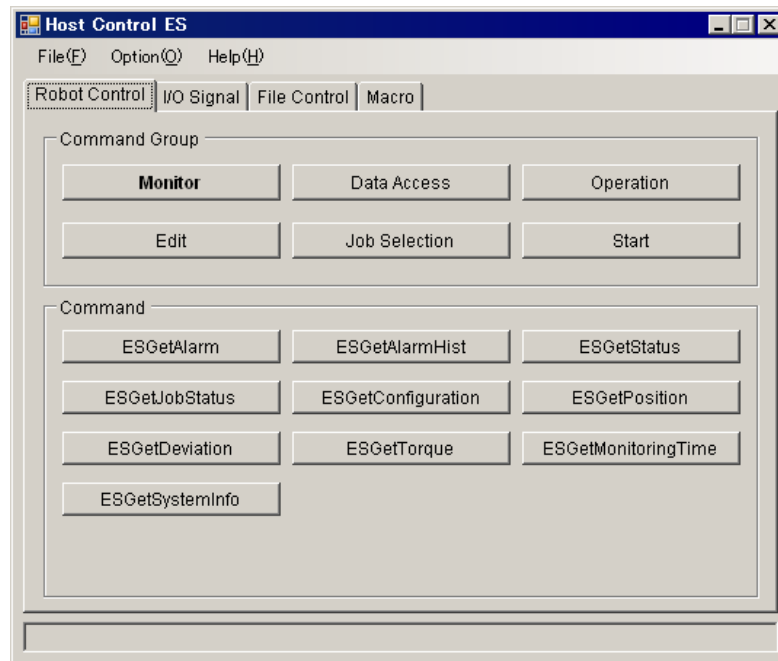 Host Control ES
File(F) Option(O) Help(H)
Robot Control I/O Signal File Control Macro
Command Group
Monitor Data Access Operation
Edit Job Selection Start
Command
ESGetAlarm ESGetAlarmHist ESGetStatus
ESGetJobStatus ESGetConfiguration ESGetPosition
ESGetDeviation ESGetTorque ESGetMonitoringTime
ESGetSystemInfo